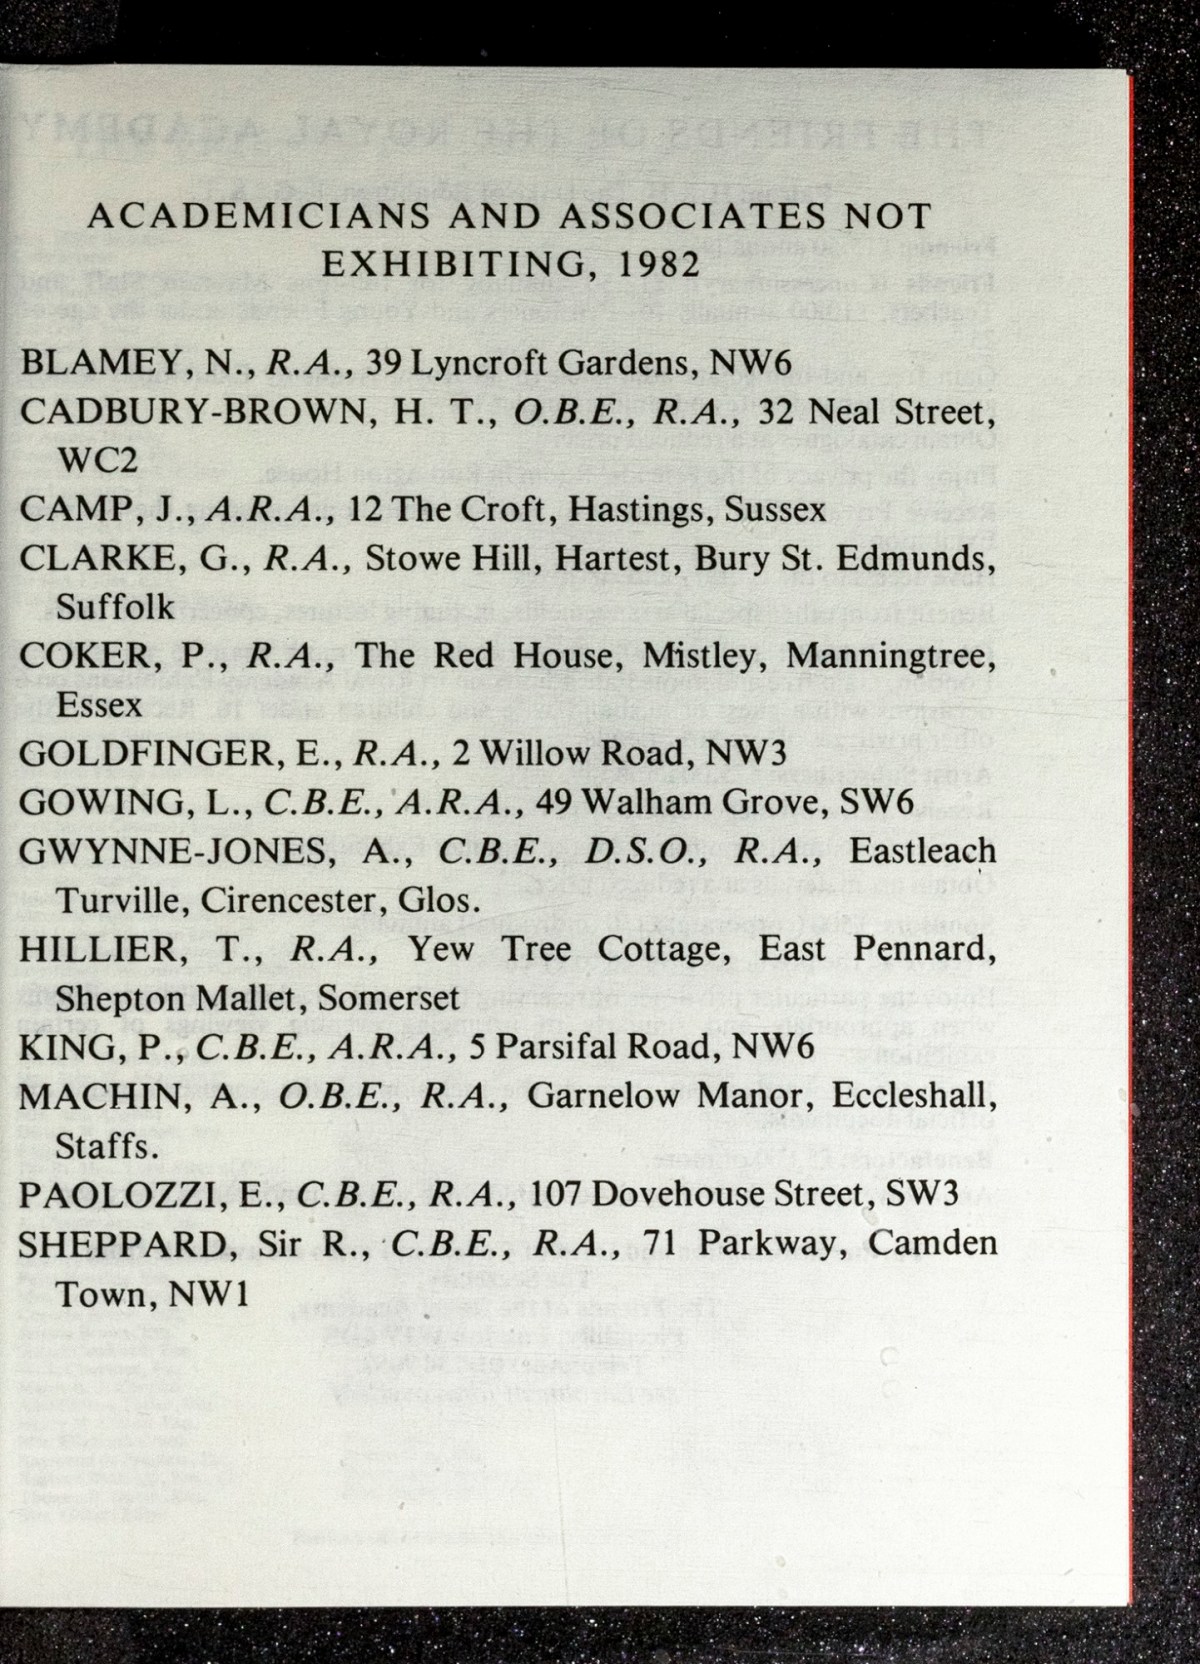 ACADEMICIANS AND ASSOCIATES NOT
EXHIBITING, 1982
BLAMEY, N., R.A., 39 Lyncroft Gardens, NW6
CADBURY-BROWN, H. T., O.B.E., R.A., 32 Neal Street,
WC2
CAMP, J., A.R.A., 12 The Croft, Hastings, Sussex
CLARKE, G., R.A., Stowe Hill, Hartest, Bury St. Edmunds,
Suffolk
COKER, P., R.A., The Red House, Mistley, Manningtree,
Essex
GOLDFINGER, E., R.A., 2 Willow Road, NW3
GOWING, L., C.B.E., A.R.A., 49 Walham Grove, SW6
GWYNNE-JONES, A., C.B.E., D.S.O., R.A., Eastleach
Turville, Cirencester, Glos.
HILLIER, T., R.A., Yew Tree Cottage, East Pennard,
Shepton Mallet, Somerset
KING, P., C.B.E., A.R.A., 5 Parsifal Road, NW6
MACHIN, A., O.B.E., R.A., Garnelow Manor, Eccleshall,
Staffs.
PAOLOZZI, E., C.B.E., R.A., 107 Dovehouse Street, SW3
SHEPPARD, Sir R., C.B.E., R.A., 71 Parkway, Camden
Town, NW1